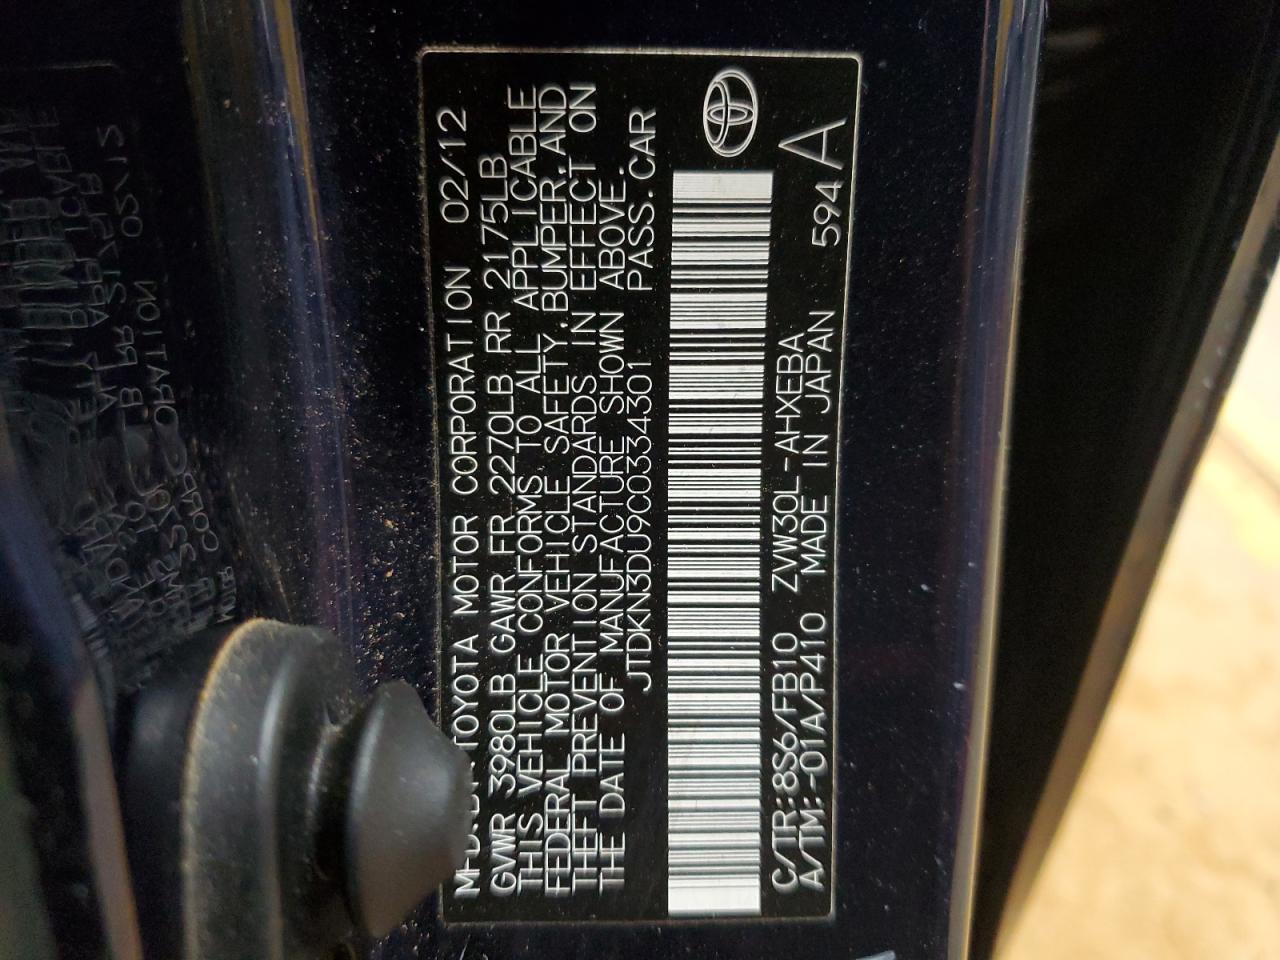 MFD. BY: TOYOTA MOTOR CORPORATION 02/12
GVWR 3980LB GAWR FR 2270LB RR 2175LB
THIS VEHICLE CONFORMS TO ALL APPLICABLE
FEDERAL MOTOR VEHICLE SAFETY, BUMPER, AND
THEFT PREVENTION STANDARDS IN EFFECT ON
THE DATE OF MANUFACTURE SHOWN ABOVE.
JTDKN3DU9C0334301 PASS. CAR
C/TR: 8S6/FB10 ZVW30L-AHXEBA
A/TM: -01A/P410 MADE IN JAPAN 594 A